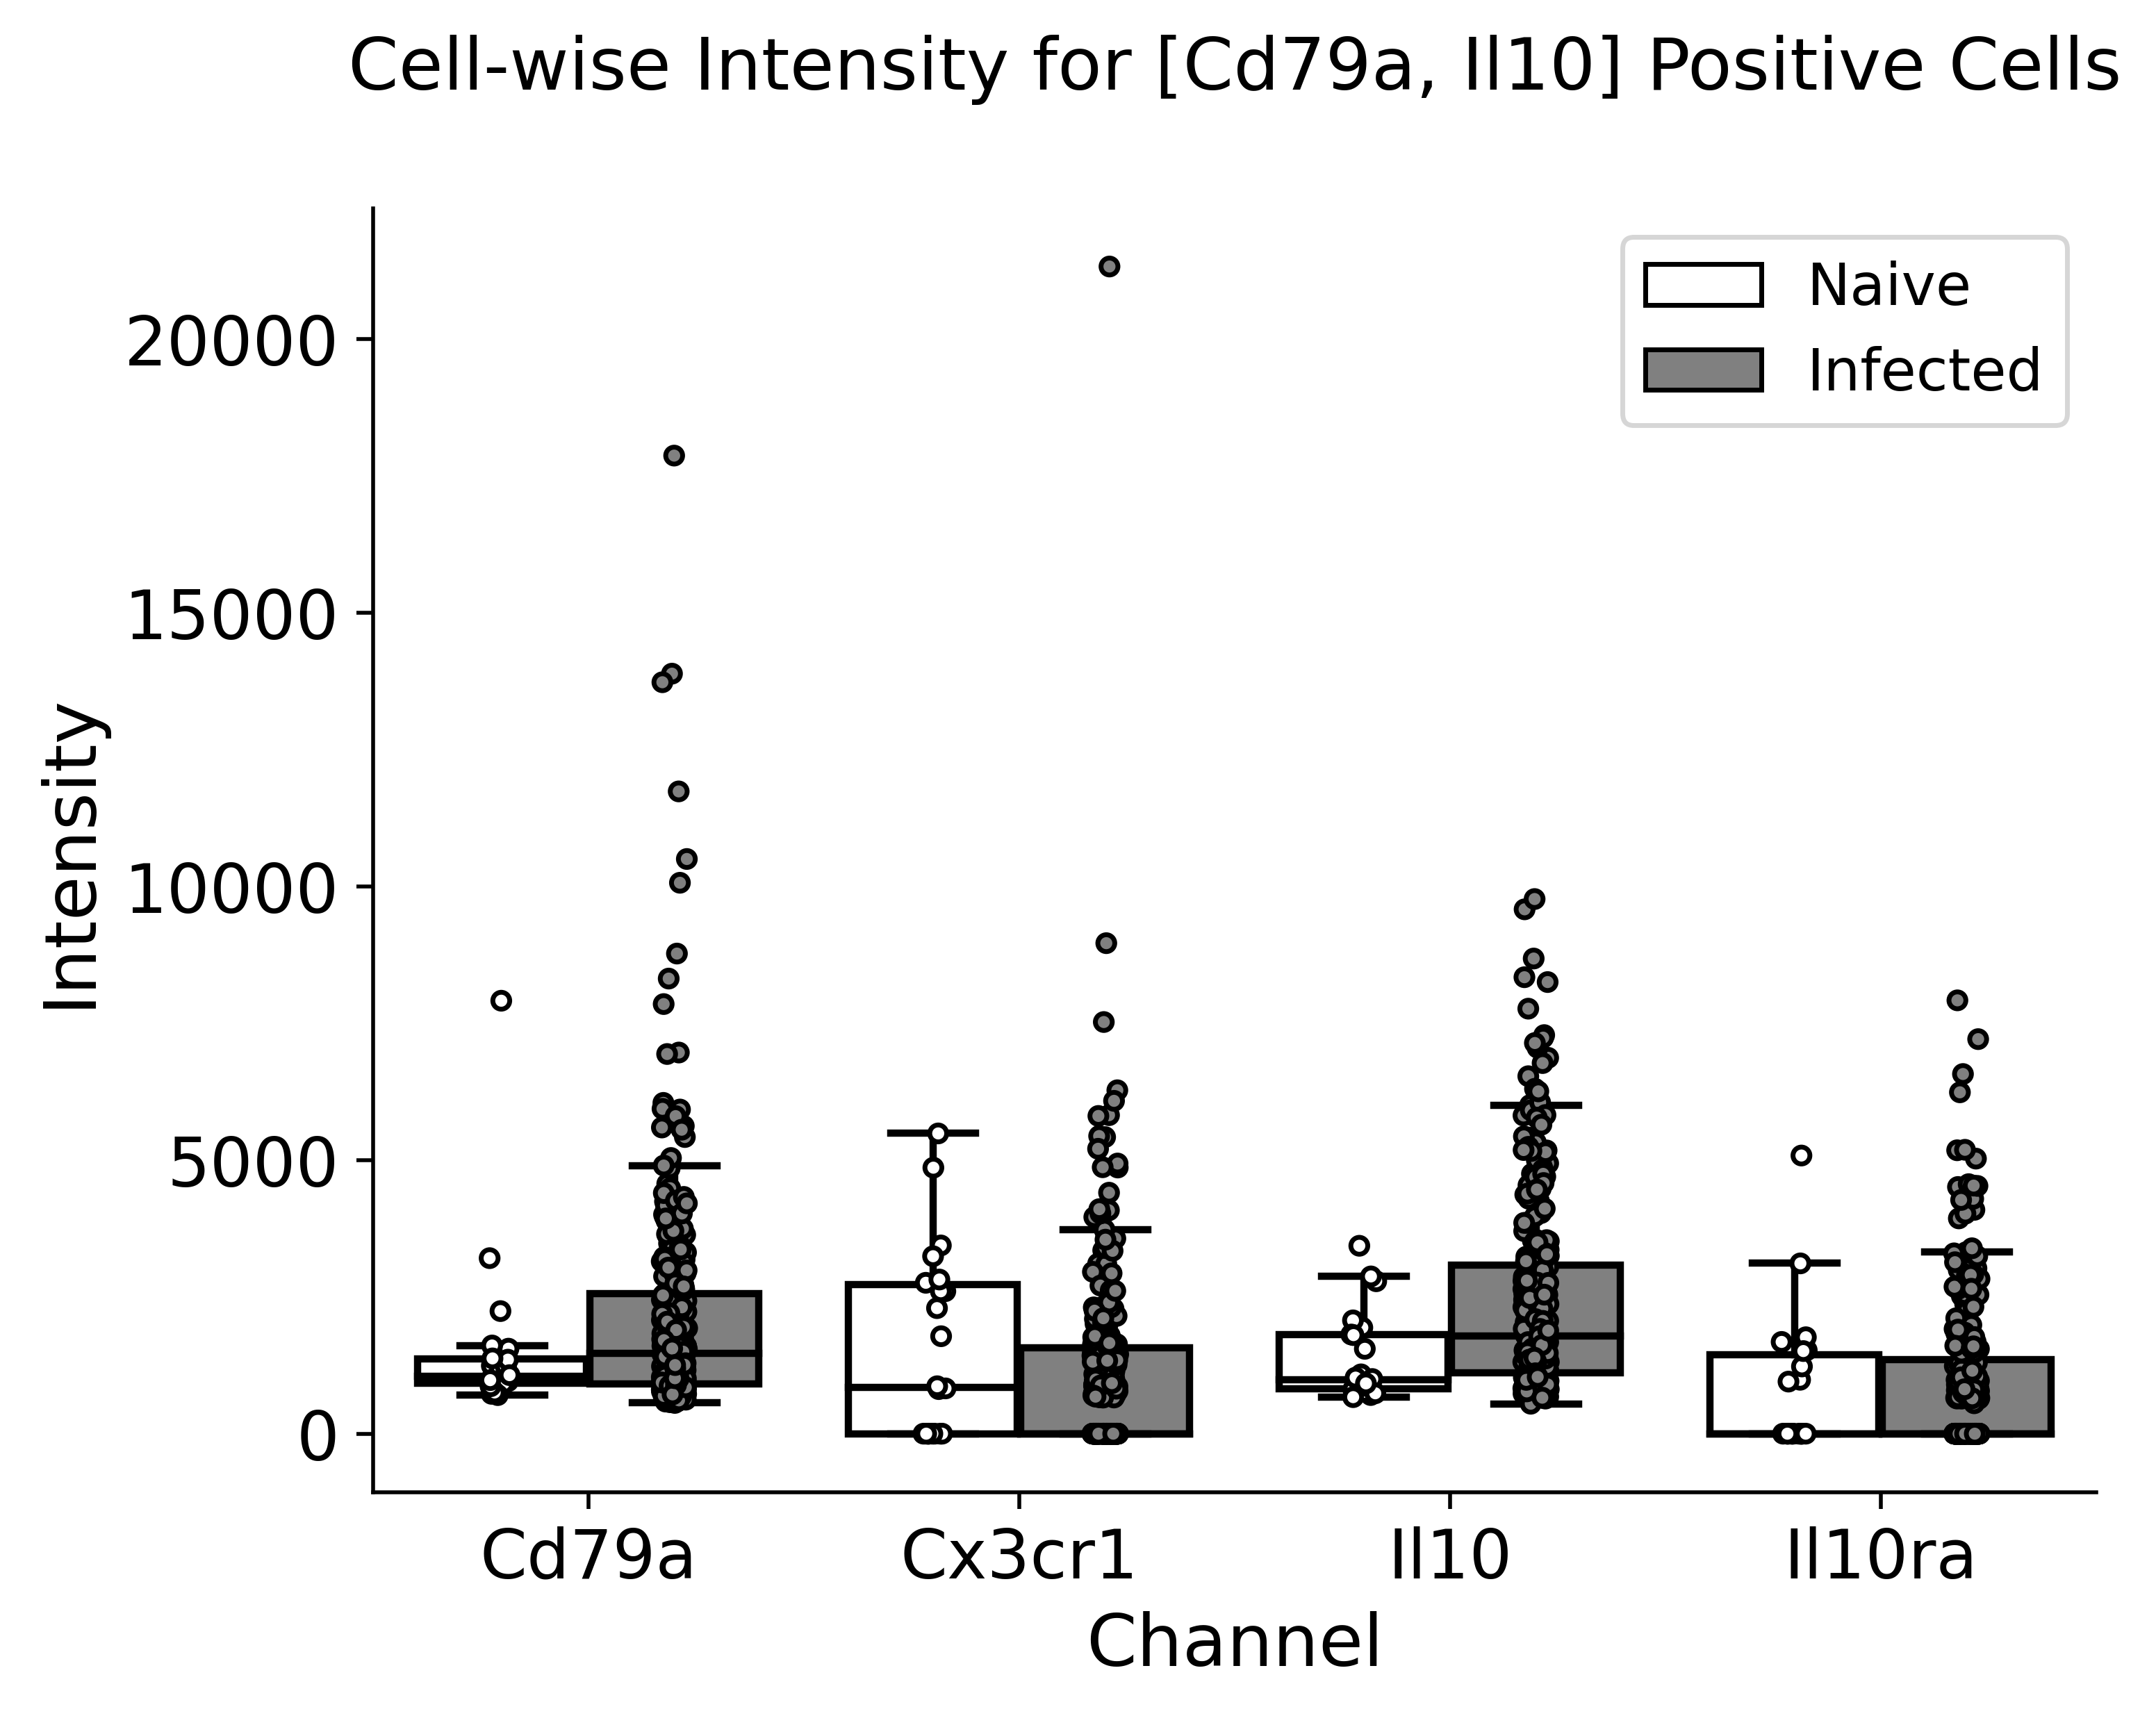 Cell-wise Intensity for [Cd79a, Il10] Positive Cells
Naive
Infected
20000
15000
10000
5000
0
Intensity
Cd79a
Cx3cr1
Il10
Il10ra
Channel